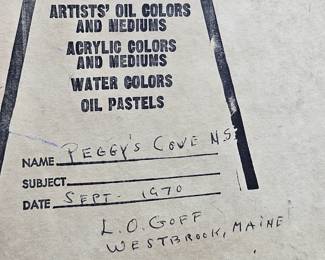 ARTISTS' OIL COLORS
AND MEDIUMS
ACRYLIC COLORS
AND MEDIUMS
WATER COLORS
OIL PASTELS
NAME PEGGY'S COVE N.S.
SUBJECT
DATE SEPT - 1970
L.O. GOFF
WESTBROOK, MAINE